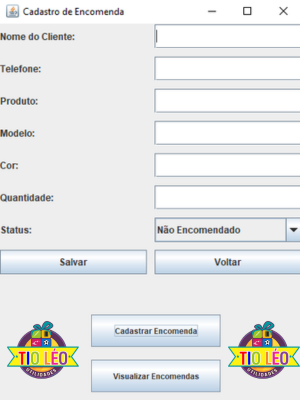 Cadastro de Encomenda
Nome do Cliente:
Telefone:
Produto:
Modelo:
Cor:
Quantidade:
Status: Não Encomendado
Salvar Voltar
Cadastrar Encomenda
TIO LÉO
UTILIDADES
TIO LÉO
UTILIDADES
Visualizar Encomendas